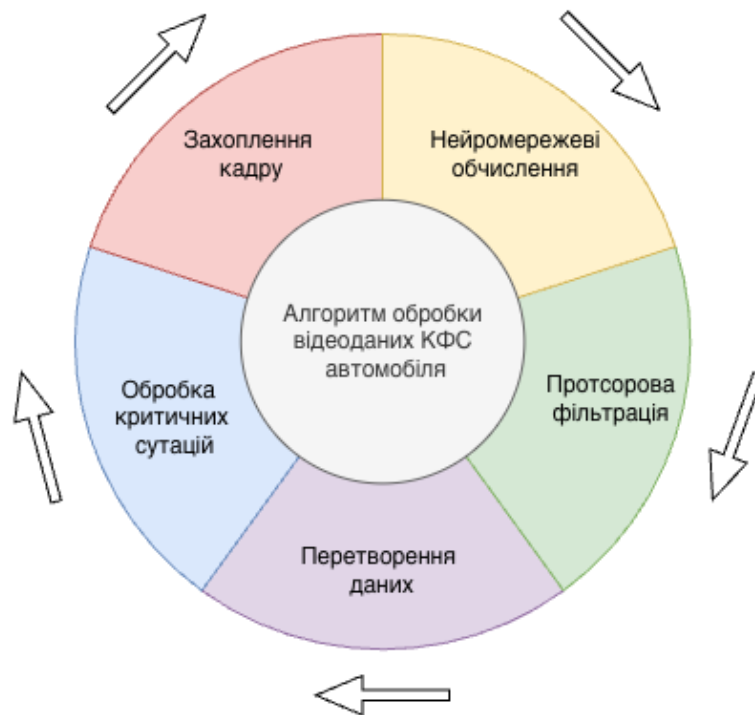 Захоплення
кадру
Нейромережеві
обчислення
Алгоритм обробки
відеоданих КФС
автомобіля
Протсорова
фільтрація
Обробка
критичних
сутацій
Перетворення
даних